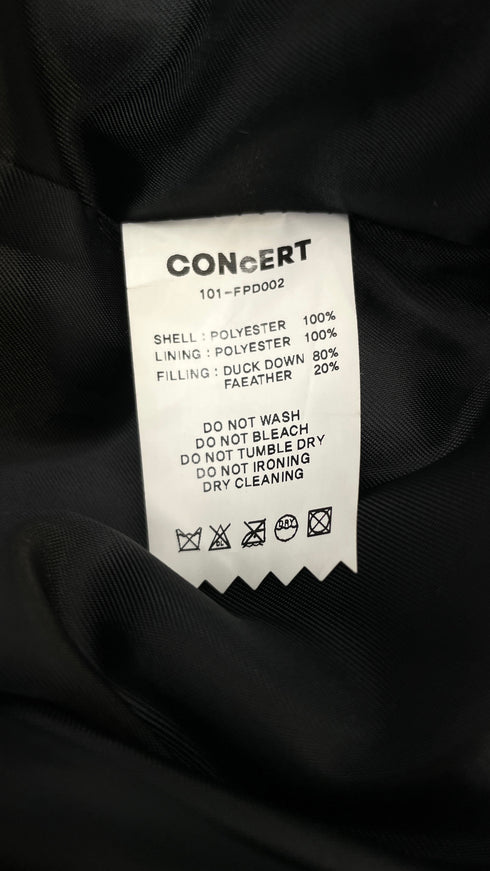 CONcERT
101-FPD002
SHELL : POLYESTER 100%
LINING : POLYESTER 100%
FILLING : DUCK DOWN 80%
FAEATHER 20%
DO NOT WASH
DO NOT BLEACH
DO NOT TUMBLE DRY
DO NOT IRONING
DRY CLEANING
CL DRY